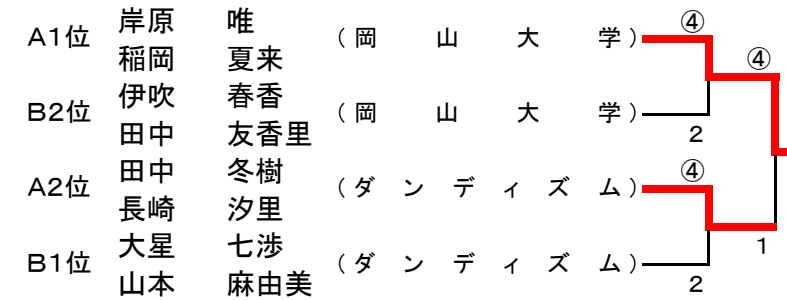 A1位 岸原 唯 (岡山大学) ④
稲岡 夏来 ④
B2位 伊吹 春香 (岡山大学)
田中 友香里 2
A2位 田中 冬樹 (ダンディズム) ④
長崎 汐里
B1位 大星 七渉 (ダンディズム) 1
山本 麻由美 2